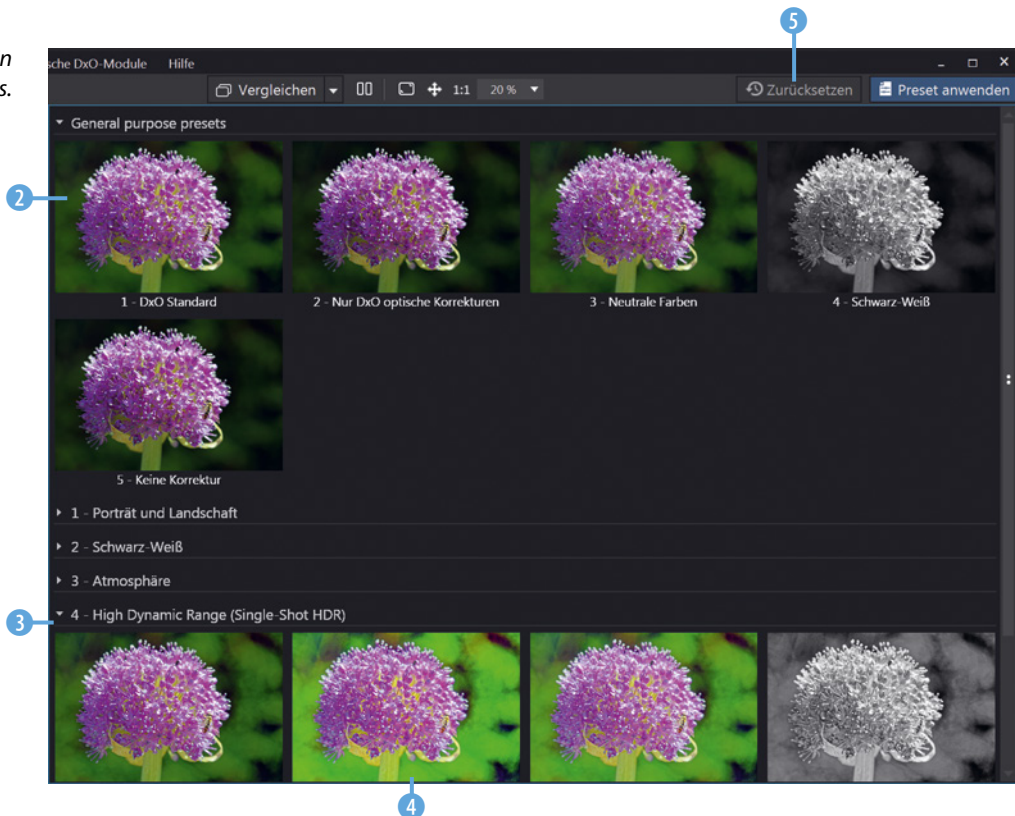 5
n
s.
sche DxO-Module Hilfe
Vergleichen 1:1 20 % Zurücksetzen Preset anwenden
General purpose presets
2
1 - DxO Standard 2 - Nur DxO optische Korrekturen 3 - Neutrale Farben 4 - Schwarz-Weiß
5 - Keine Korrektur
1 - Porträt und Landschaft
2 - Schwarz-Weiß
3 - Atmosphäre
3
4 - High Dynamic Range (Single-Shot HDR)
4